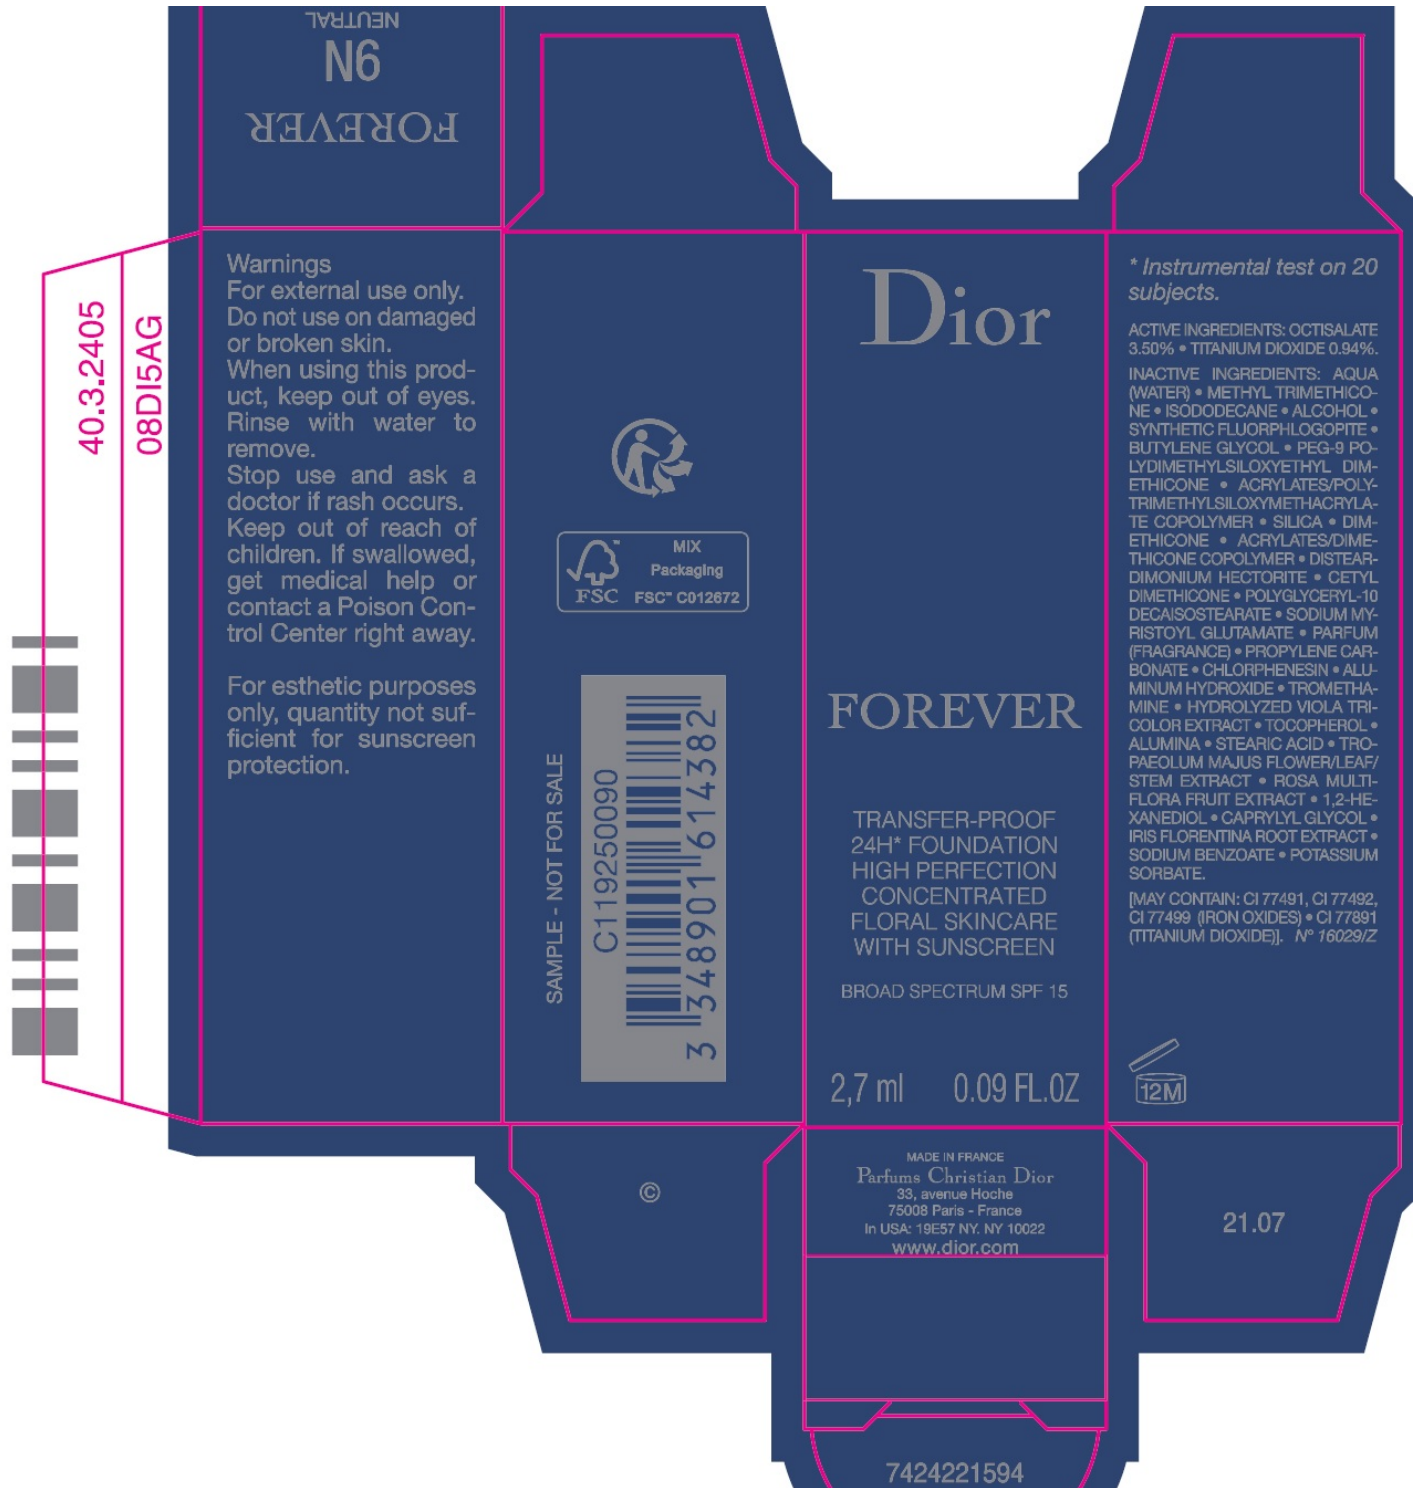 FOREVER
6N
NEUTRAL
40.3.2405
08DI5AG
Warnings
For external use only.
Do not use on damaged
or broken skin.
When using this prod-
uct, keep out of eyes.
Rinse with water to
remove.
Stop use and ask a
doctor if rash occurs.
Keep out of reach of
children. If swallowed,
get medical help or
contact a Poison Con-
trol Center right away.
For esthetic purposes
only, quantity not suf-
ficient for sunscreen
protection.
MIX
Packaging
FSC™ C012672
FSC™
SAMPLE - NOT FOR SALE
C119250090
3 348901 614382
©
Dior
FOREVER
TRANSFER-PROOF
24H* FOUNDATION
HIGH PERFECTION
CONCENTRATED
FLORAL SKINCARE
WITH SUNSCREEN
BROAD SPECTRUM SPF 15
2,7 ml 0.09 FL.OZ
MADE IN FRANCE
Parfums Christian Dior
33, avenue Hoche
75008 Paris - France
In USA: 19E57 NY. NY 10022
www.dior.com
7424221594
* Instrumental test on 20
subjects.
ACTIVE INGREDIENTS: OCTISALATE
3.50% • TITANIUM DIOXIDE 0.94%.
INACTIVE INGREDIENTS: AQUA
(WATER) • METHYL TRIMETHICO-
NE • ISODODECANE • ALCOHOL •
SYNTHETIC FLUORPHLOGOPITE •
BUTYLENE GLYCOL • PEG-9 PO-
LYDIMETHYLSILOXYETHYL DIM-
ETHICONE • ACRYLATES/POLY-
TRIMETHYLSILOXYMETHACRYLA-
TE COPOLYMER • SILICA • DIM-
ETHICONE • ACRYLATES/DIME-
THICONE COPOLYMER • DISTEAR-
DIMONIUM HECTORITE • CETYL
DIMETHICONE • POLYGLYCERYL-10
DECAISOSTEARATE • SODIUM MY-
RISTOYL GLUTAMATE • PARFUM
(FRAGRANCE) • PROPYLENE CAR-
BONATE • CHLORPHENESIN • ALU-
MINUM HYDROXIDE • TROMETHA-
MINE • HYDROLYZED VIOLA TRI-
COLOR EXTRACT • TOCOPHEROL •
ALUMINA • STEARIC ACID • TRO-
PAEOLUM MAJUS FLOWER/LEAF/
STEM EXTRACT • ROSA MULTI-
FLORA FRUIT EXTRACT • 1,2-HE-
XANEDIOL • CAPRYLYL GLYCOL •
IRIS FLORENTINA ROOT EXTRACT •
SODIUM BENZOATE • POTASSIUM
SORBATE.
[MAY CONTAIN: CI 77491, CI 77492,
CI 77499 (IRON OXIDES) • CI 77891
(TITANIUM DIOXIDE)]. N° 16029/Z
12M
21.07